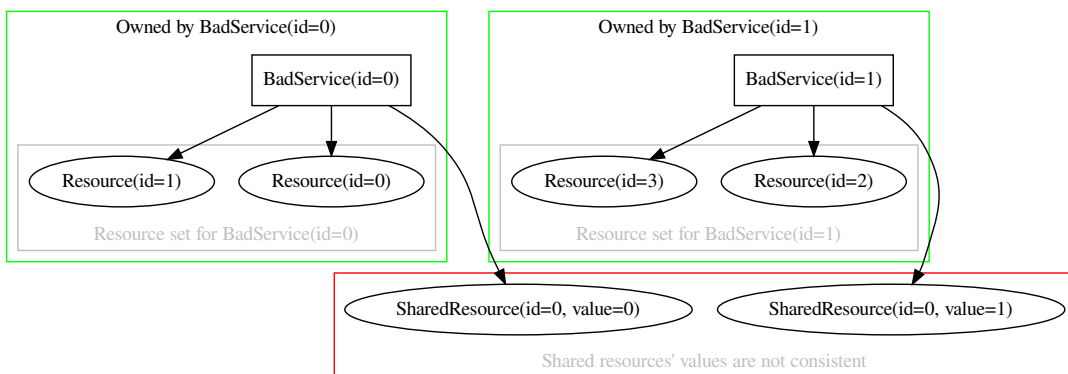 Owned by BadService(id=0)
Owned by BadService(id=1)
BadService(id=0)
BadService(id=1)
Resource(id=1)
Resource(id=0)
Resource(id=3)
Resource(id=2)
Resource set for BadService(id=0)
Resource set for BadService(id=1)
SharedResource(id=0, value=0)
SharedResource(id=0, value=1)
Shared resources' values are not consistent